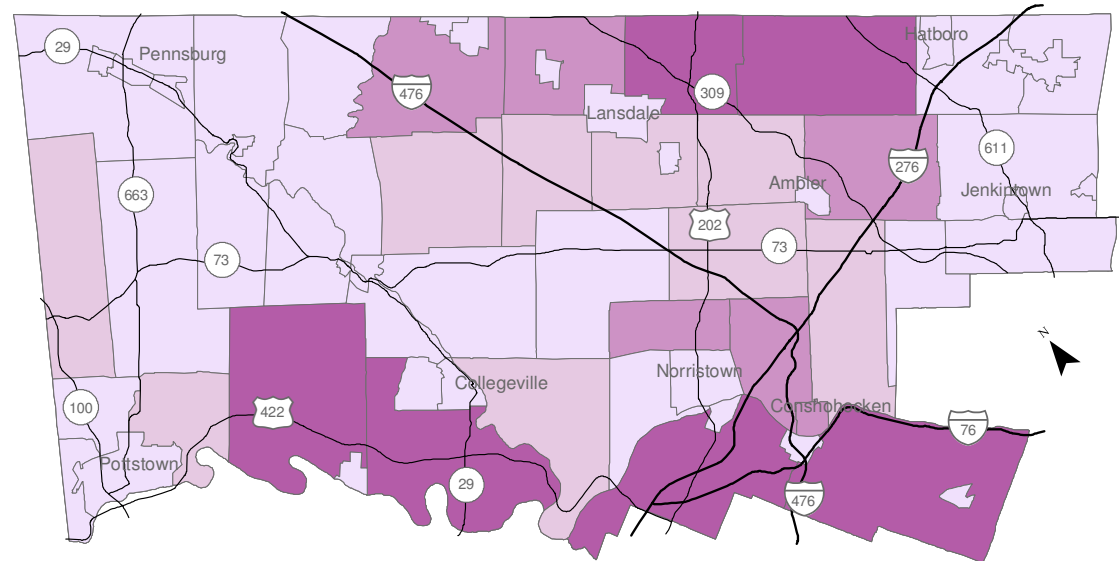 Hatboro
29
Pennsburg
476
309
Lansdale
611
276
Ambler
Jenkintown
663
202
73
73
N
Norristown
Collegeville
100
422
Conshohocken
76
Pottstown
29
476